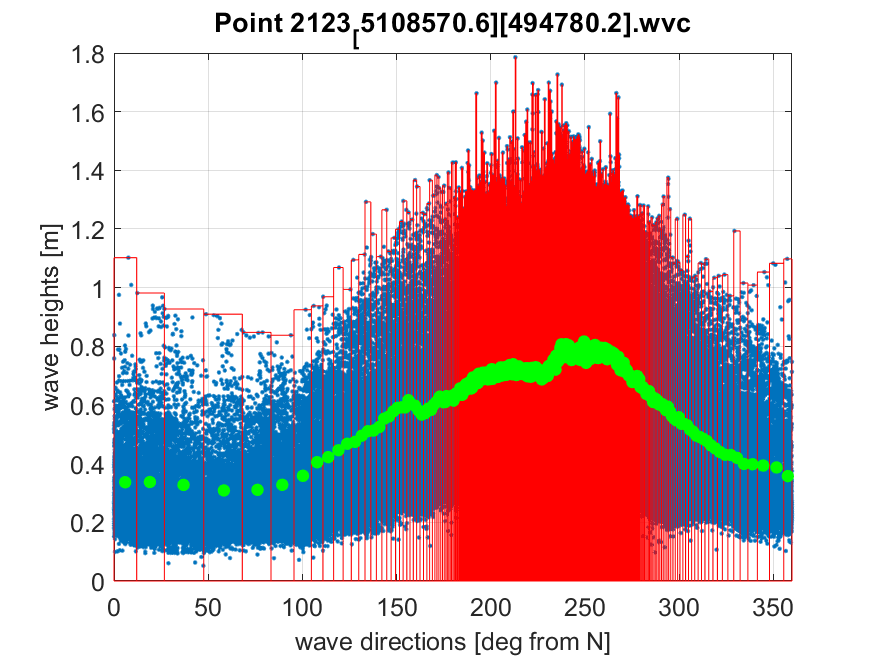 Point 2123[5108570.6][494780.2].wvc
1.8
1.6
1.4
1.2
1
0.8
0.6
0.4
0.2
0
wave heights [m]
0 50 100 150 200 250 300 350
wave directions [deg from N]